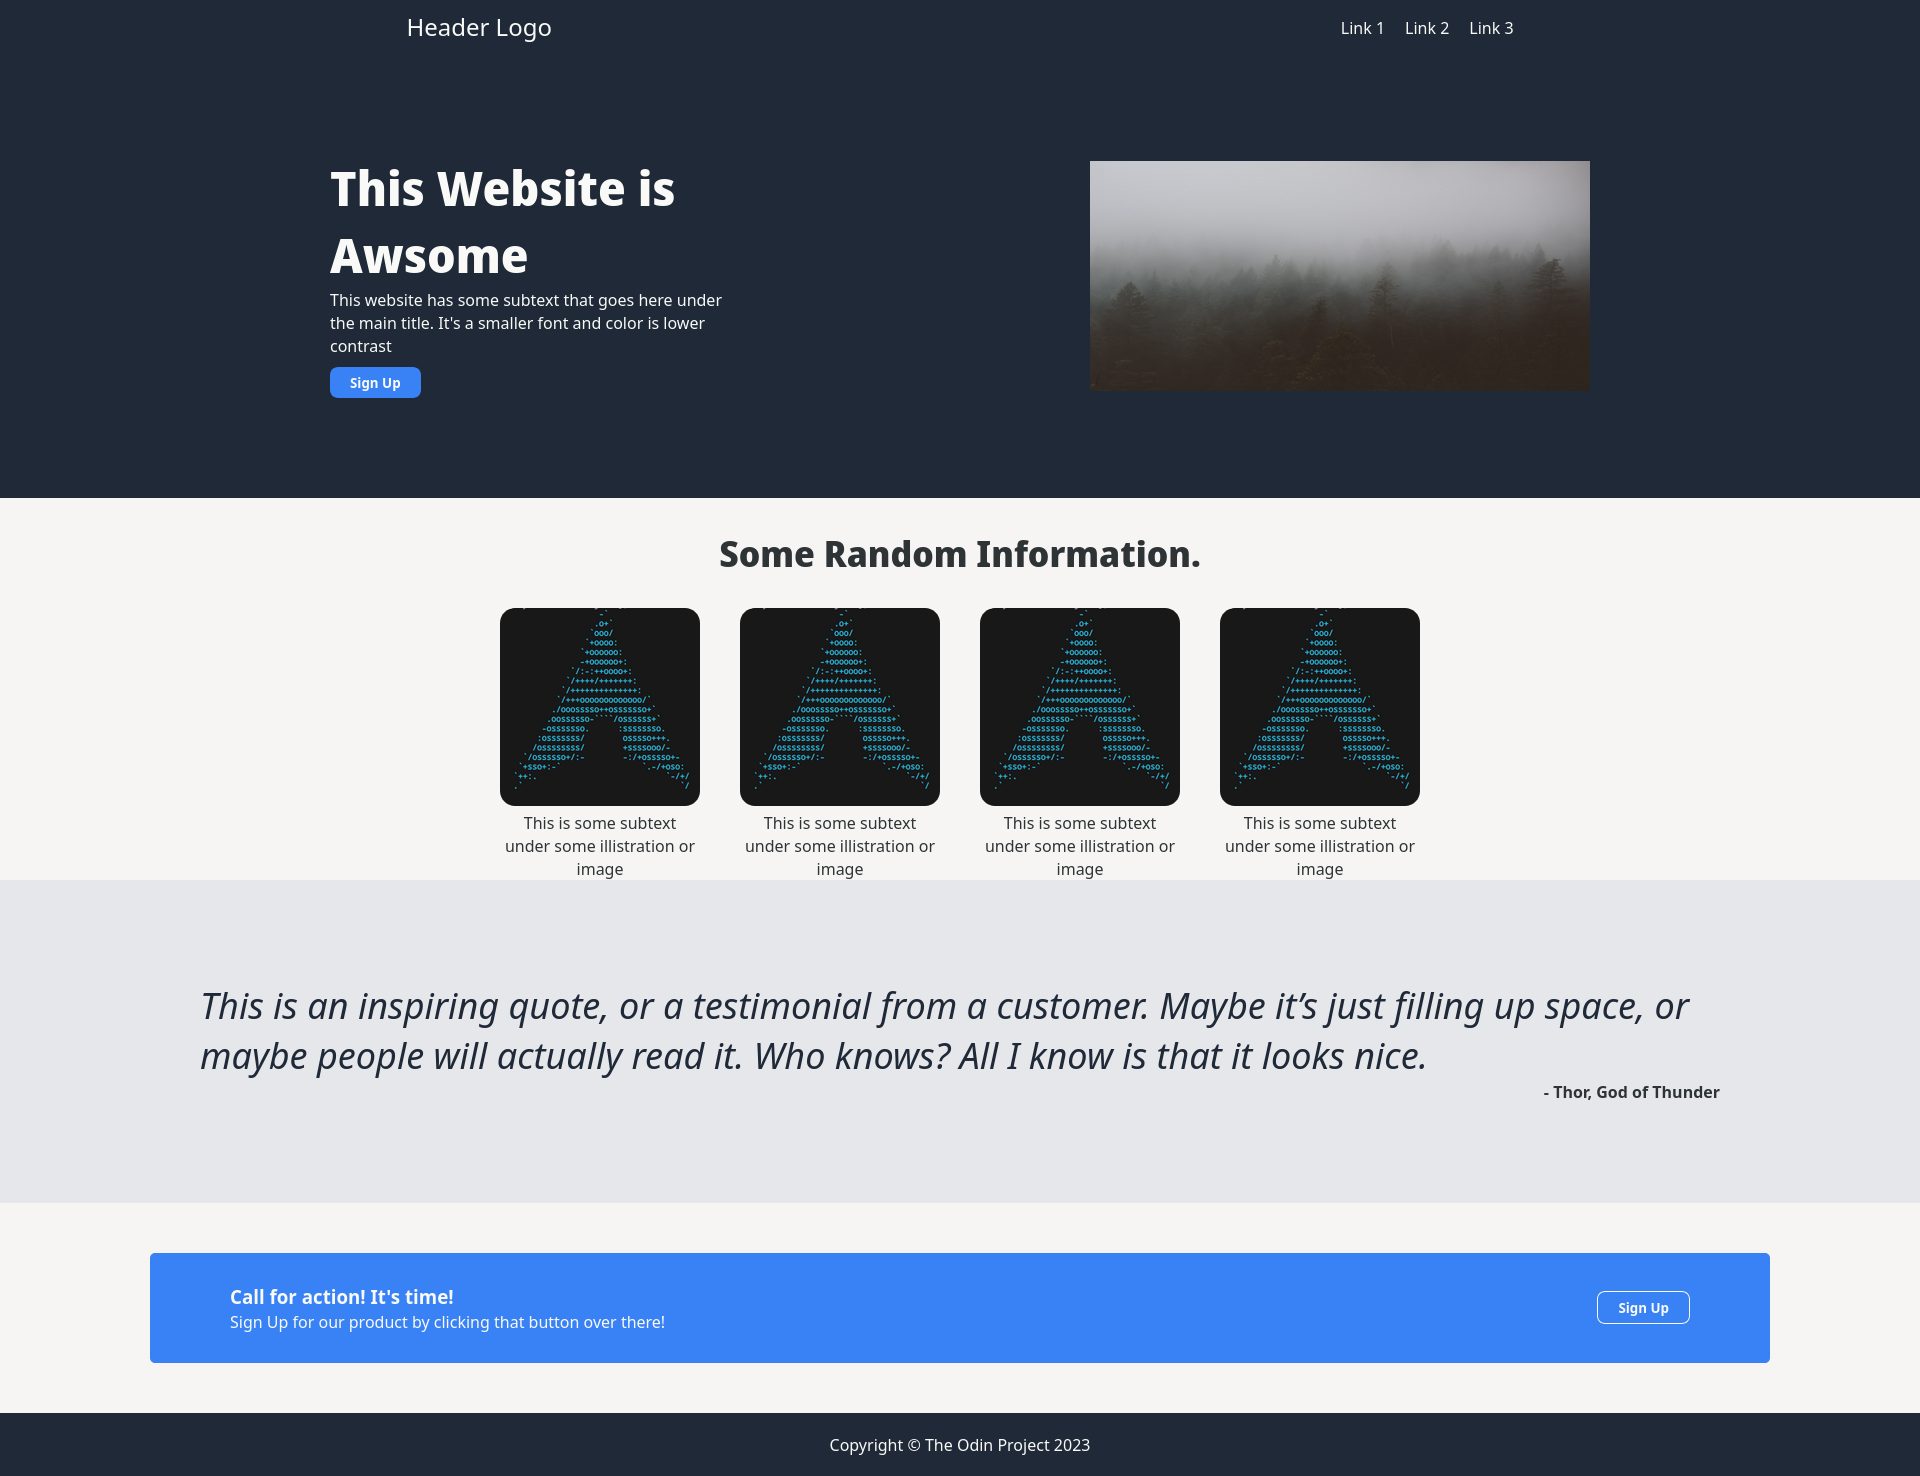 Header Logo
Link 1 Link 2 Link 3
This Website is
Awsome
This website has some subtext that goes here under
the main title. It's a smaller font and color is lower
contrast
Sign Up
Some Random Information.
This is some subtext
under some illistration or
image
This is some subtext
under some illistration or
image
This is some subtext
under some illistration or
image
This is some subtext
under some illistration or
image
This is an inspiring quote, or a testimonial from a customer. Maybe it’s just filling up space, or
maybe people will actually read it. Who knows? All I know is that it looks nice.
- Thor, God of Thunder
Call for action! It's time!
Sign Up for our product by clicking that button over there!
Sign Up
Copyright © The Odin Project 2023